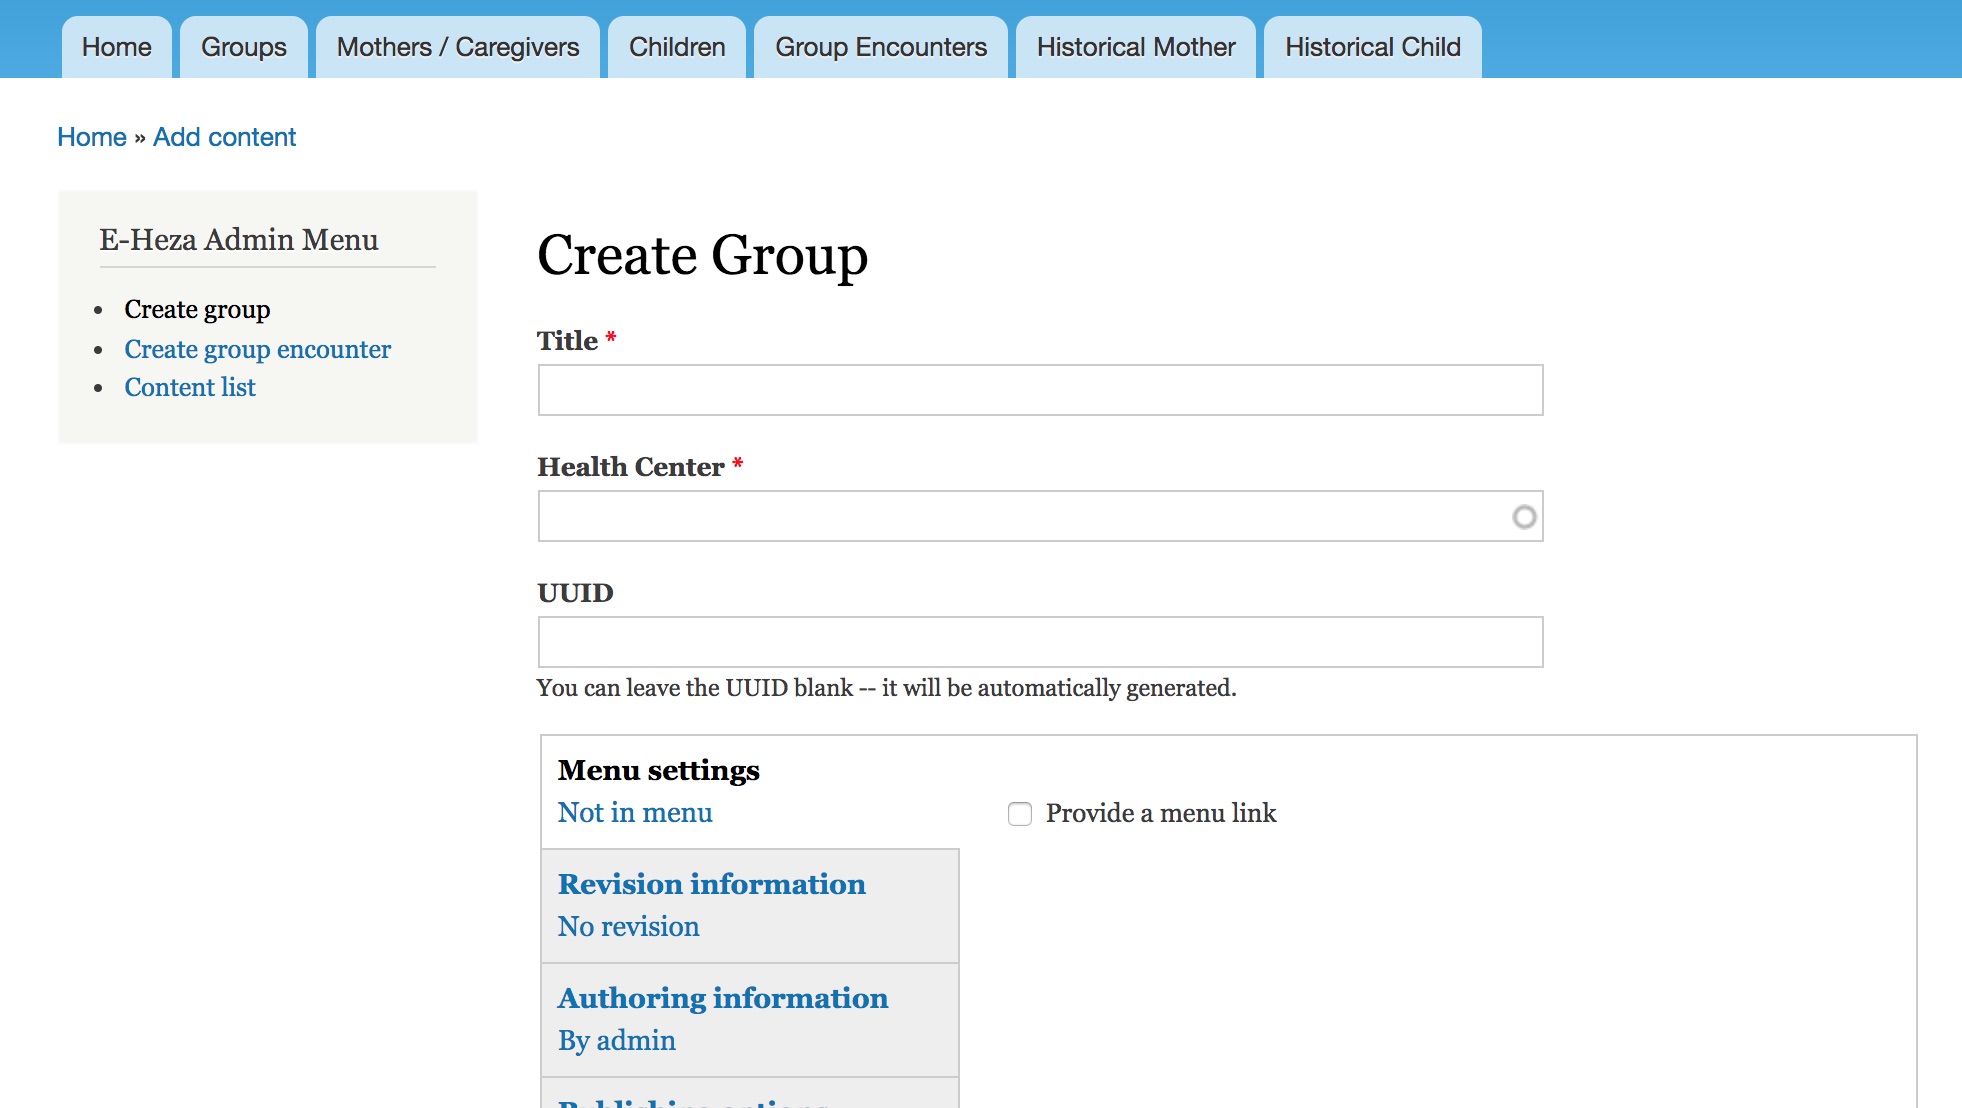 Home Groups Mothers / Caregivers Children Group Encounters Historical Mother Historical Child
Home » Add content
E-Heza Admin Menu
Create group
Create group encounter
Content list
Create Group
Title *
Health Center *
UUID
You can leave the UUID blank -- it will be automatically generated.
Menu settings
Not in menu
Provide a menu link
Revision information
No revision
Authoring information
By admin